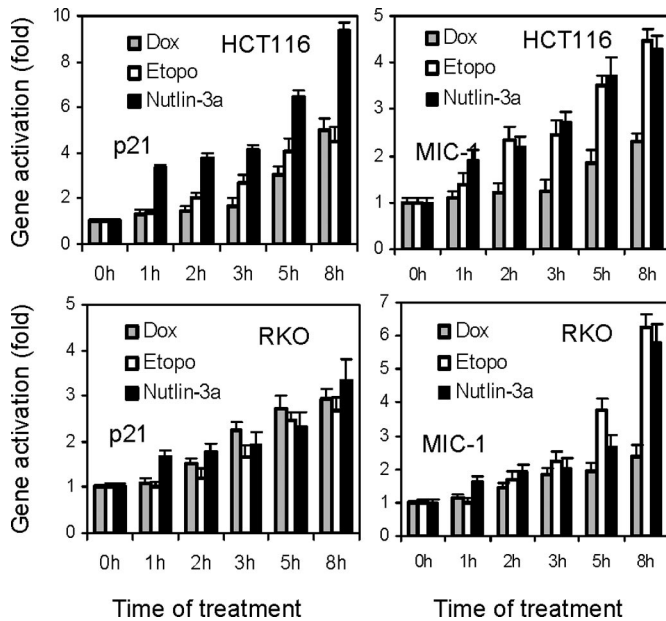 Gene activation (fold)
10
8
6
4
2
0
Dox
Etopo
Nutlin-3a
HCT116
p21
0h 1h 2h 3h 5h 8h
5
4
3
2
1
0
Dox
Etopo
Nutlin-3a
HCT116
MIC-1
0h 1h 2h 3h 5h 8h
Gene activation (fold)
5
4
3
2
1
0
Dox
Etopo
Nutlin-3a
RKO
p21
0h 1h 2h 3h 5h 8h
Time of treatment
7
6
5
4
3
2
1
0
Dox
Etopo
Nutlin-3a
RKO
MIC-1
0h 1h 2h 3h 5h 8h
Time of treatment